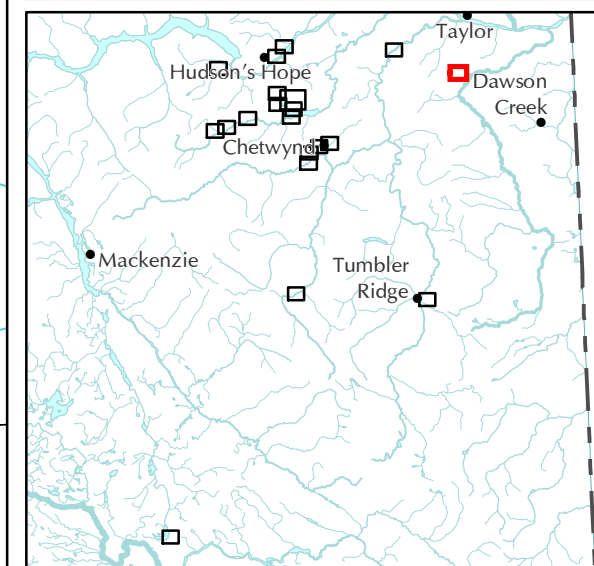 Taylor
Hudson's Hope
Dawson
Creek
Chetwynd
Mackenzie
Tumbler
Ridge